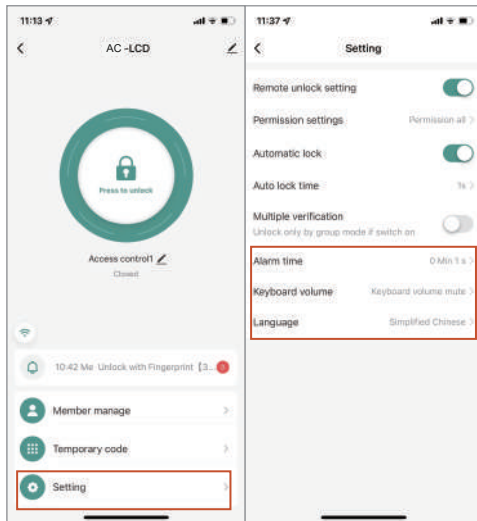 11:13
AC -LCD
Press to unlock
Access control1
Closed
10:42 Me Unlock with Fingerprint【3...
Member manage
Temporary code
Setting
11:37
Setting
Remote unlock setting
Permission settings Permission all
Automatic lock
Auto lock time 1s
Multiple verification
Unlock only by group mode if switch on
Alarm time 0 Min 1 s
Keyboard volume Keyboard volume mute
Language Simplified Chinese